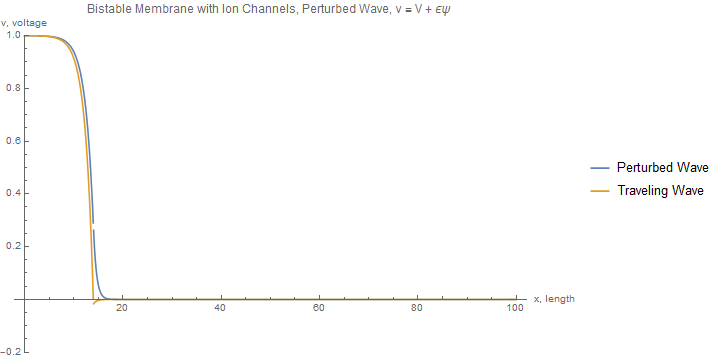 Bistable Membrane with Ion Channels, Perturbed Wave, v = V + ϵψ
v, voltage
1.0
0.8
0.6
0.4
0.2
-0.2
20
40
60
80
100
x, length
Perturbed Wave
Traveling Wave